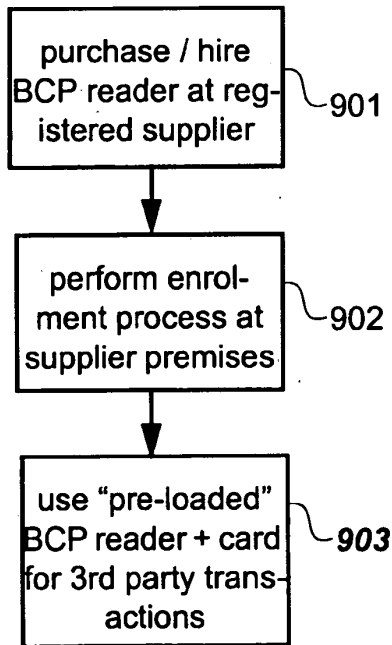 purchase / hire
BCP reader at reg-
istered supplier
901
perform enrol-
ment process at
supplier premises
902
use “pre-loaded”
BCP reader + card
for 3rd party trans-
actions
903